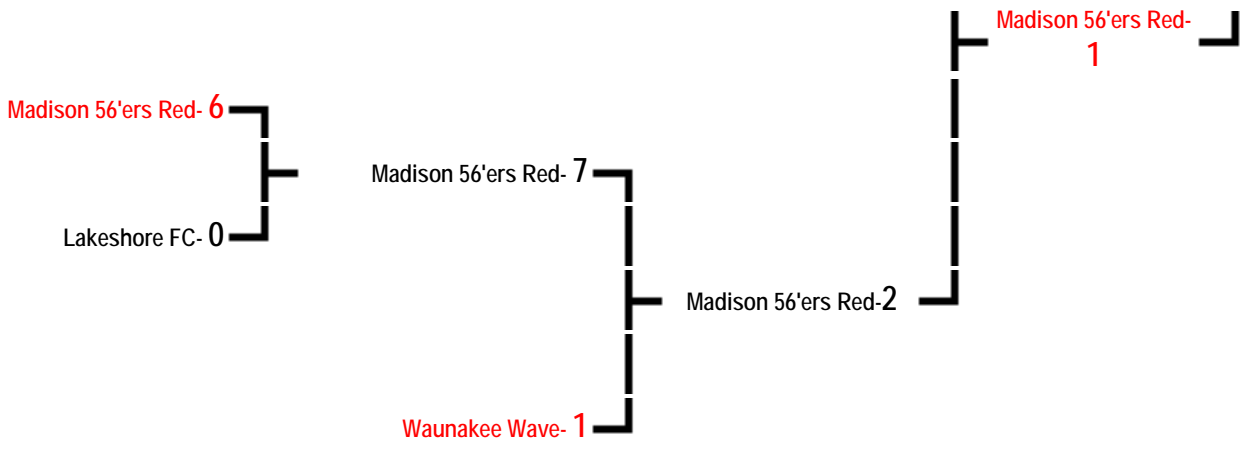 Madison 56'ers Red-
1
Madison 56'ers Red- 6
Madison 56'ers Red- 7
Lakeshore FC- 0
Madison 56'ers Red-2
Waunakee Wave- 1